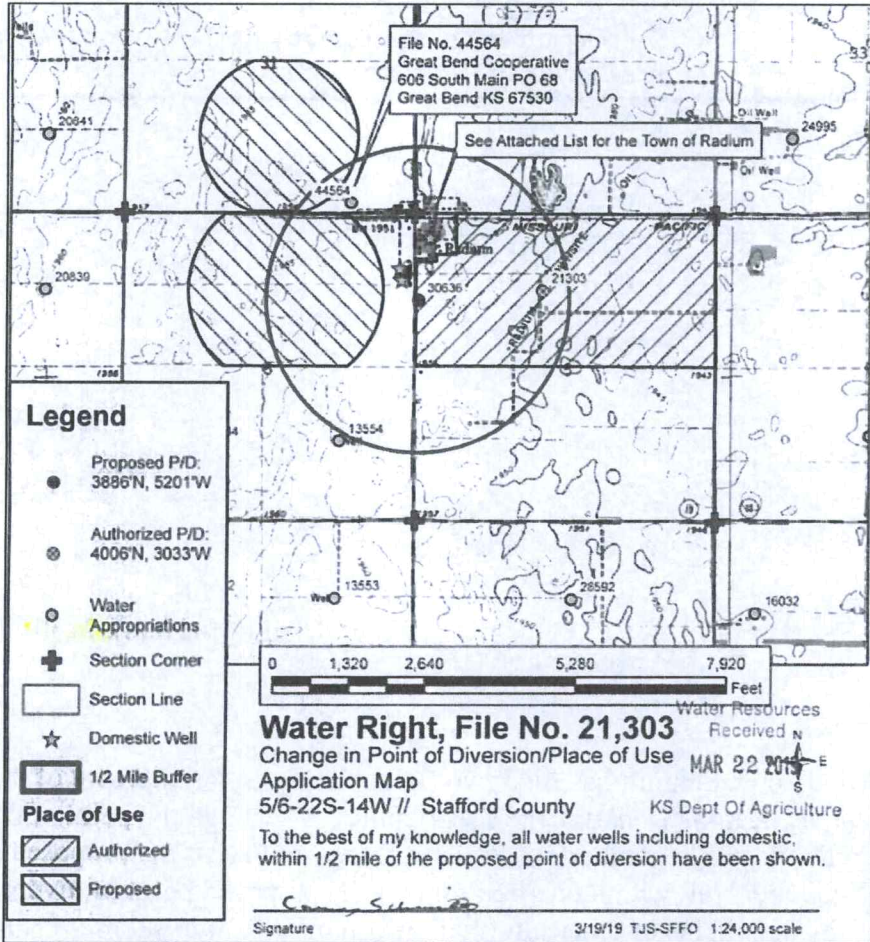 31
33
File No. 44564
Great Bend Cooperative
606 South Main PO 68
Great Bend KS 67530
See Attached List for the Town of Radium
Oil Well
Oil Well
20641
24995
44564
MISSOURI PACIFIC
Radium
20839
30636
21303
13554
13553
Well
28592
16032
Legend
Proposed P/D:
3886'N, 5201'W
Authorized P/D:
4006'N, 3033'W
Water
Appropriations
Section Corner
Section Line
Domestic Well
1/2 Mile Buffer
Place of Use
Authorized
Proposed
0 1,320 2,640 5,280 7,920
Feet
Water Resources
Received
MAR 22 2019
KS Dept Of Agriculture
N
E
S
Water Right, File No. 21,303
Change in Point of Diversion/Place of Use
Application Map
5/6-22S-14W // Stafford County
To the best of my knowledge, all water wells including domestic,
within 1/2 mile of the proposed point of diversion have been shown.
Signature
3/19/19 TJS-SFFO 1:24,000 scale